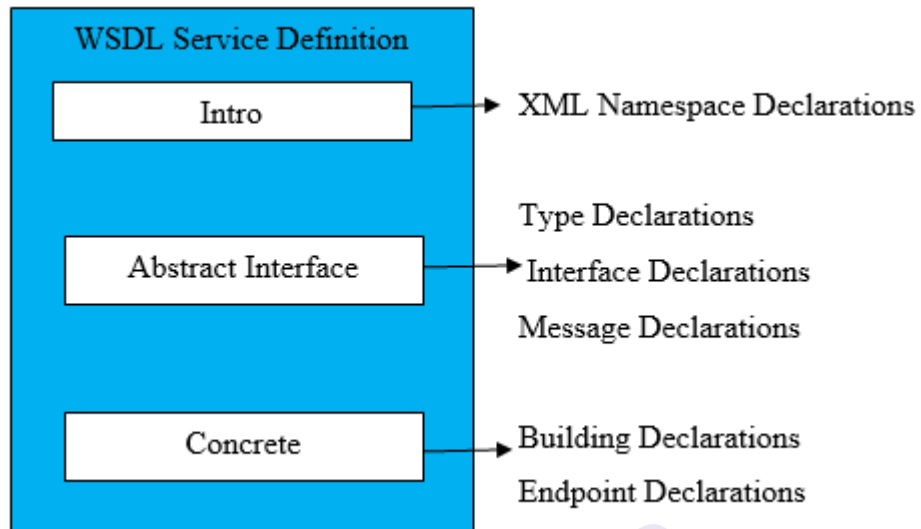 WSDL Service Definition
Intro
XML Namespace Declarations
Type Declarations
Abstract Interface
Interface Declarations
Message Declarations
Concrete
Building Declarations
Endpoint Declarations